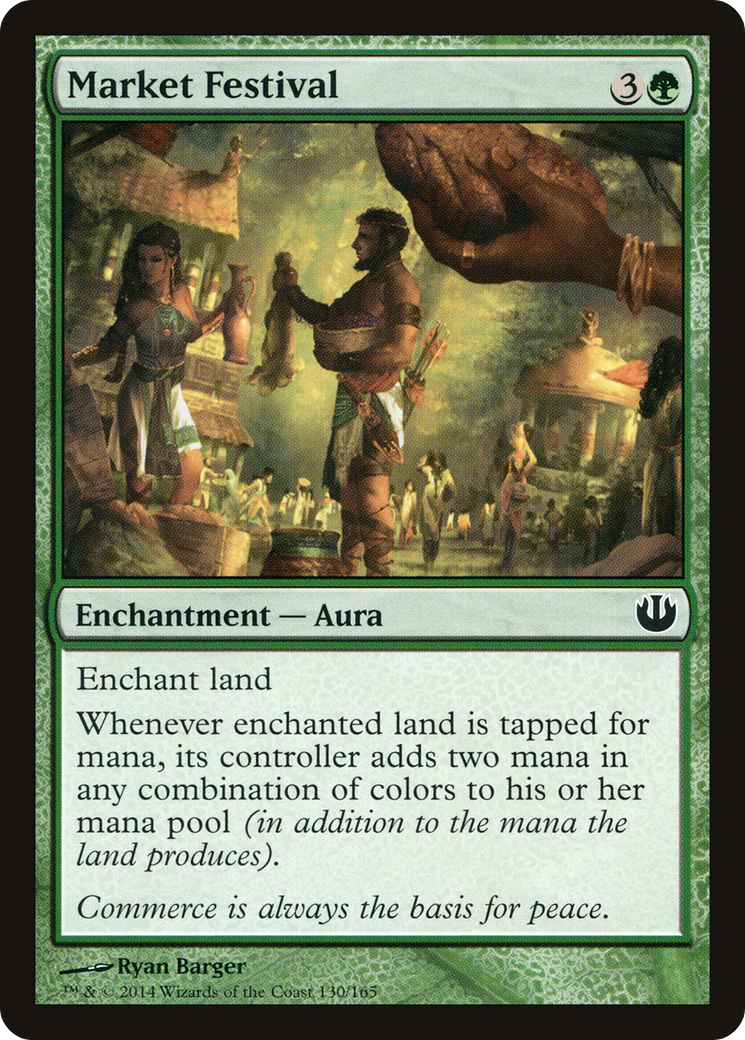 Market Festival 3
Enchantment — Aura
Enchant land
Whenever enchanted land is tapped for
mana, its controller adds two mana in
any combination of colors to his or her
mana pool (in addition to the mana the
land produces).
Commerce is always the basis for peace.
Ryan Barger
™ & © 2014 Wizards of the Coast 130/165